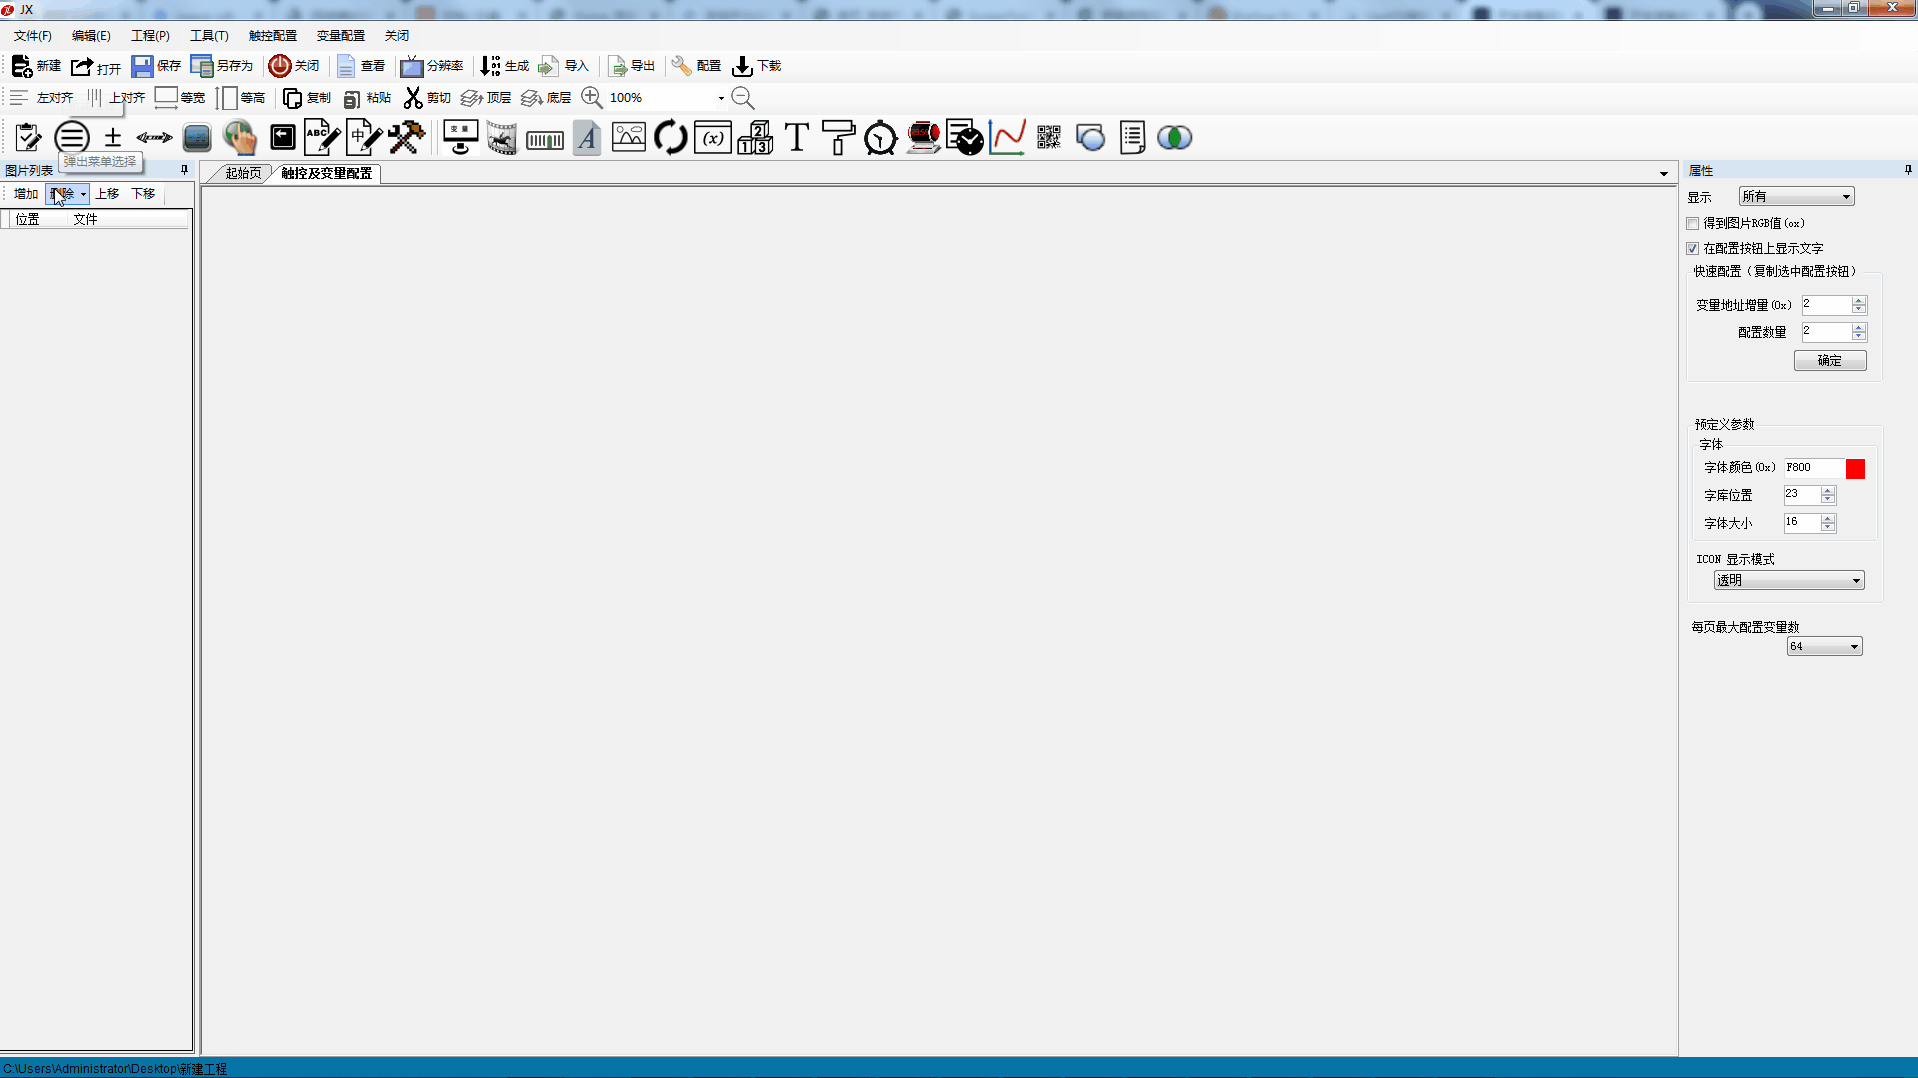 JX
文件(F) 编辑(E) 工程(P) 工具(T) 触控配置 变量配置 关闭
新建 打开 保存 另存为 关闭 查看 分辨率 生成 导入 导出 配置 下载
左对齐 上对齐 等宽 等高 复制 粘贴 剪切 顶层 底层 100%
弹出菜单选择
图片列表
增加 删除 上移 下移
位置 文件
起始页 触控及变量配置
属性
显示 所有
得到图片RGB值(ox)
在配置按钮上显示文字
快速配置（复制选中配置按钮）
变量地址增量(0x) 2
配置数量 2
确定
预定义参数
字体
字体颜色(0x) F800
字库位置 23
字体大小 16
ICON 显示模式
透明
每页最大配置变量数
64
C:\Users\Administrator\Desktop\新建工程